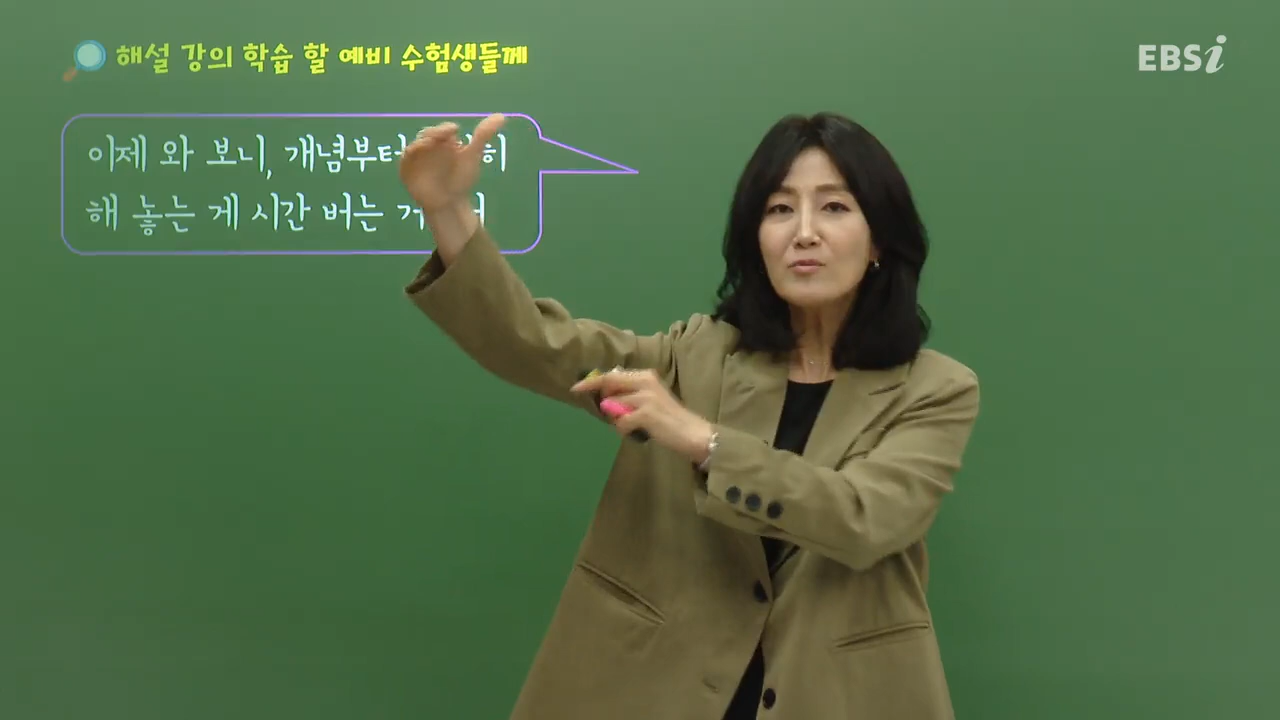 해설 강의 학습 할 예비 수험생들께
EBSi
이제 와 보니, 개념부터
해 놓는 게 시간 버는